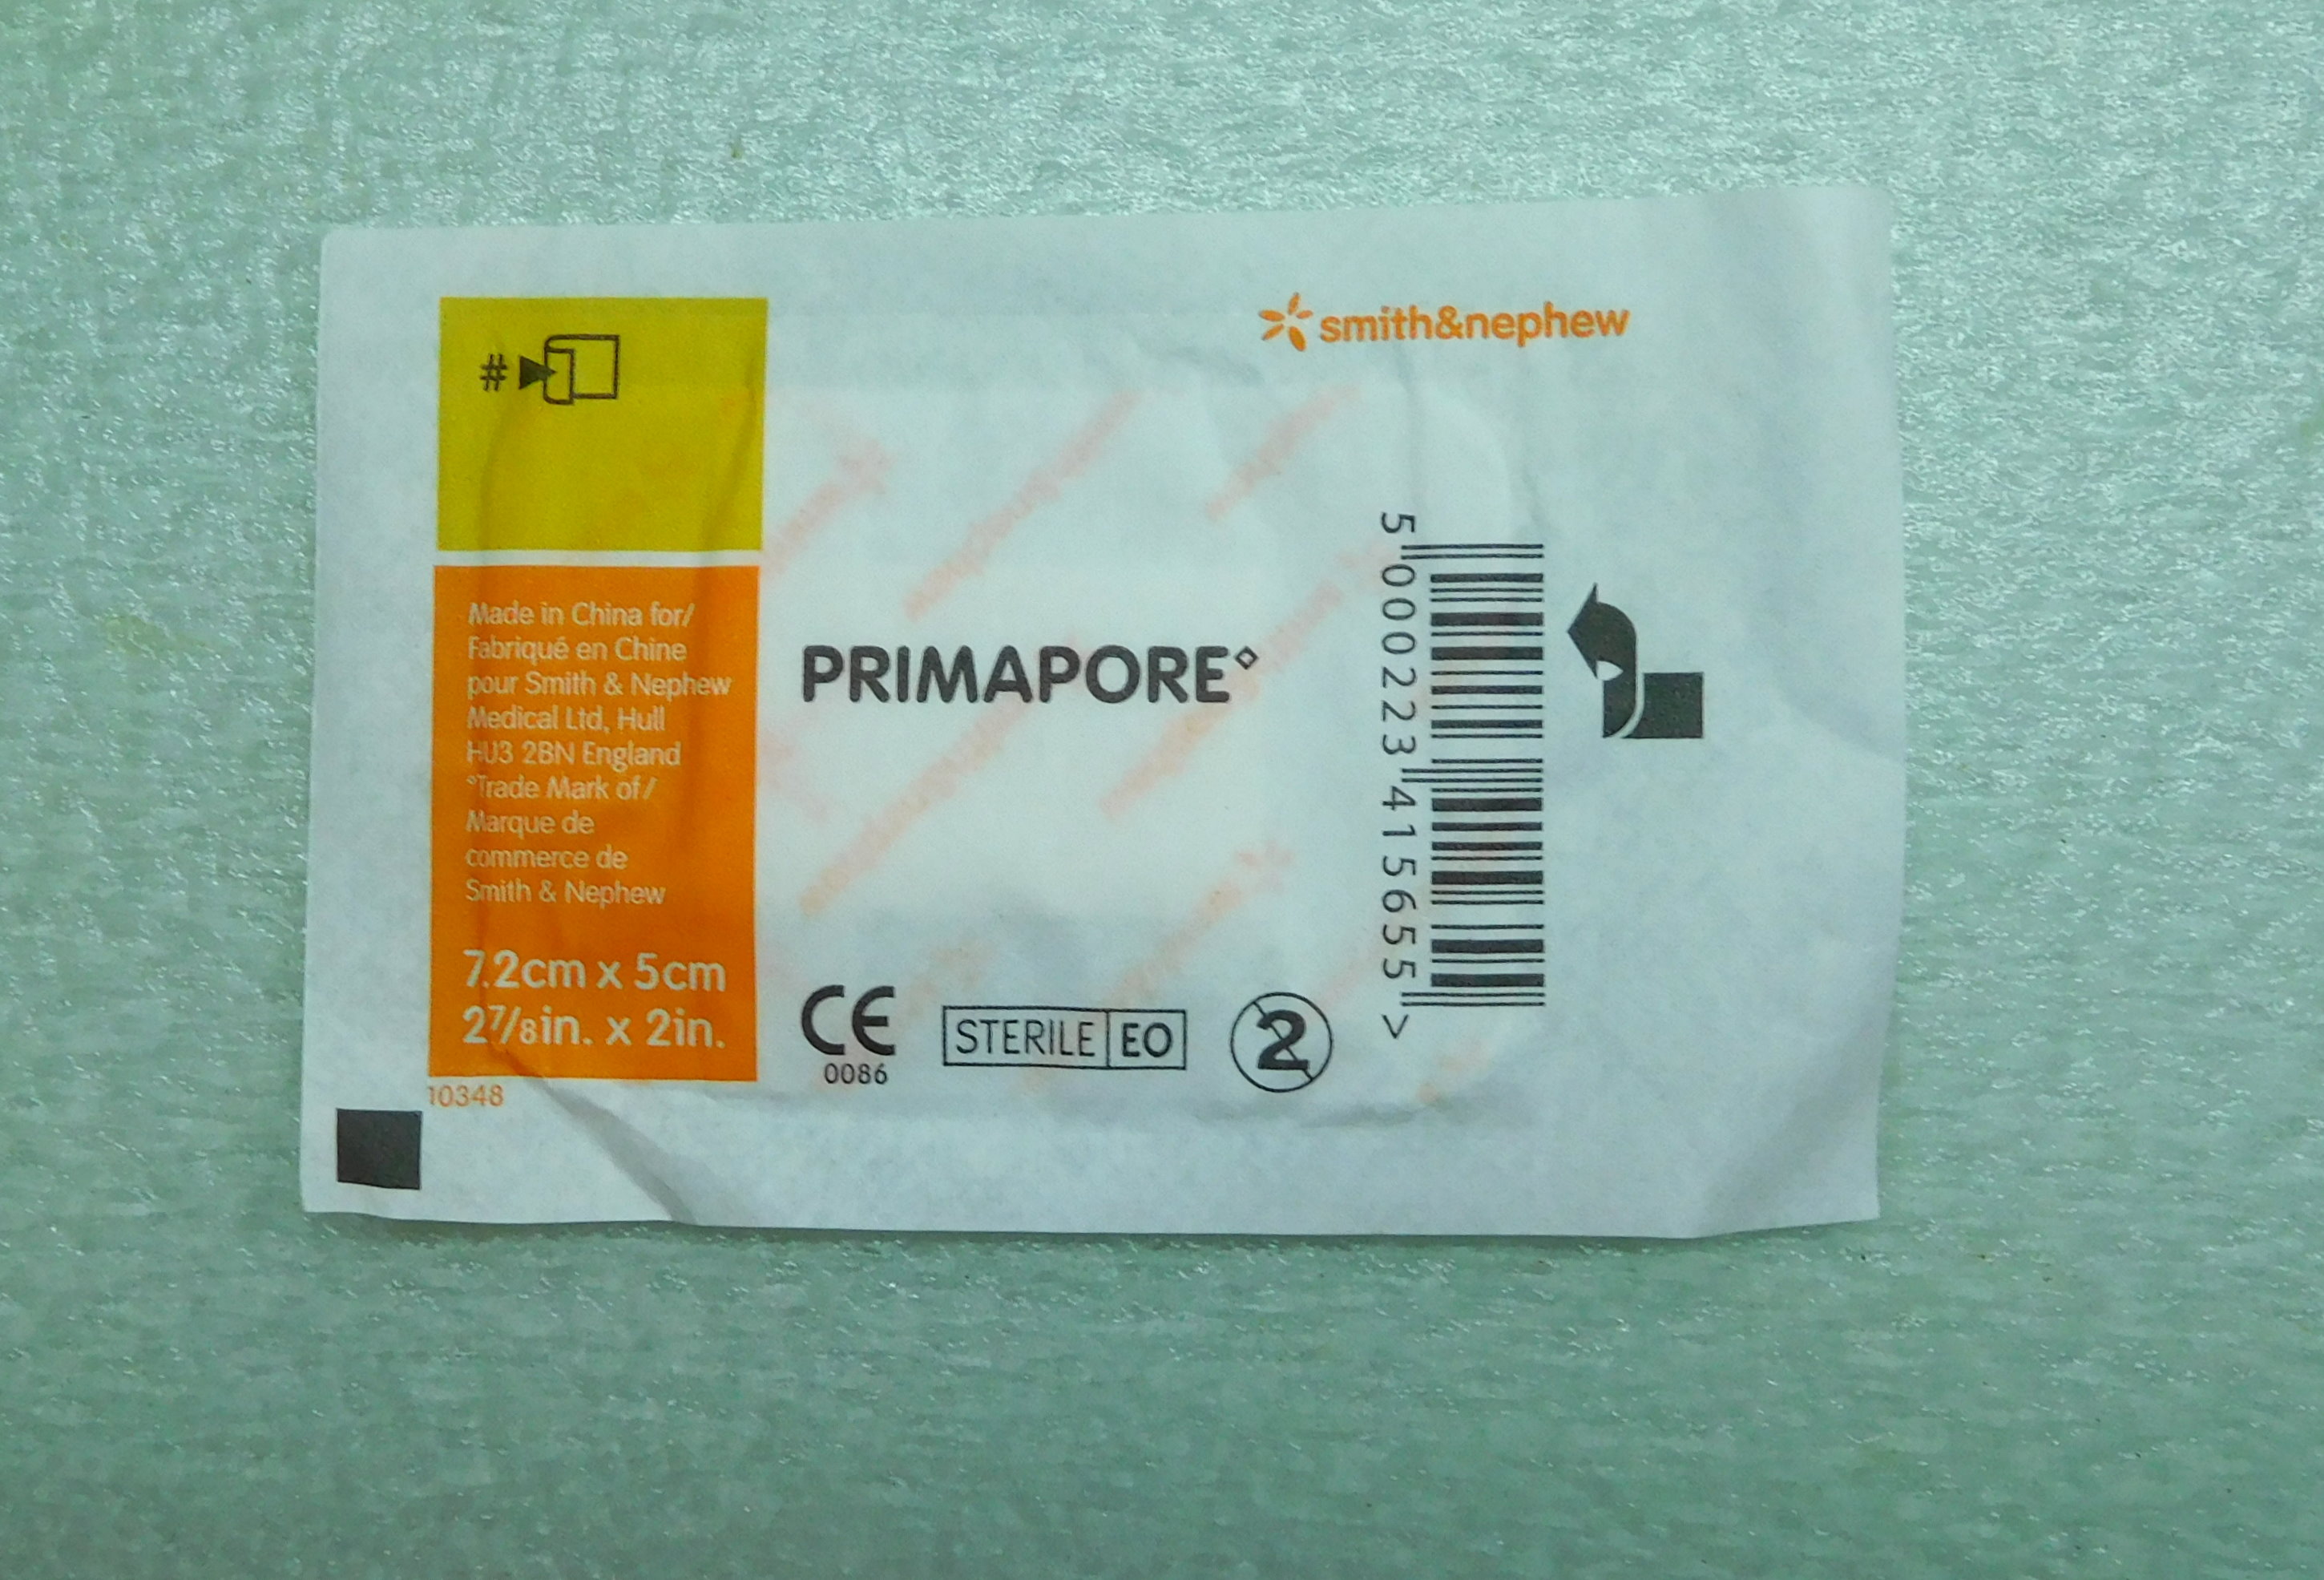 #
smith&nephew
Made in China for/
Fabriqué en Chine
pour Smith & Nephew
Medical Ltd, Hull
HU3 2BN England
◇Trade Mark of/
Marque de
commerce de
Smith & Nephew
7.2cm x 5cm
2⅞in. x 2in.
10348
PRIMAPORE◇
CE
0086
STERILE EO
2
5 000223 415655 >